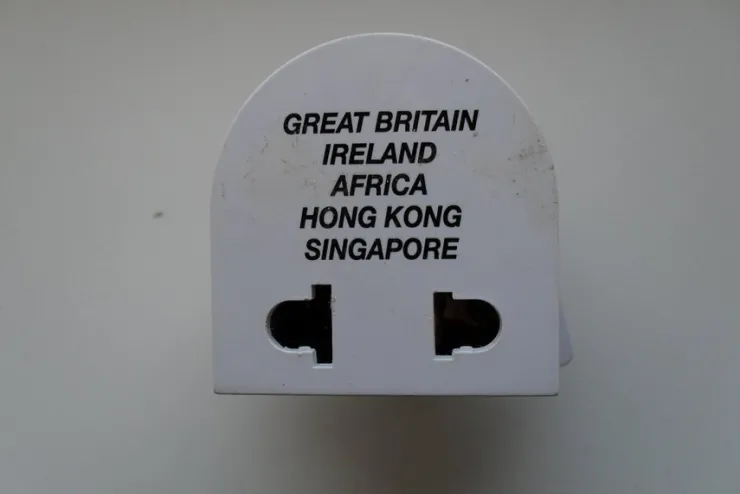 GREAT BRITAIN
IRELAND
AFRICA
HONG KONG
SINGAPORE